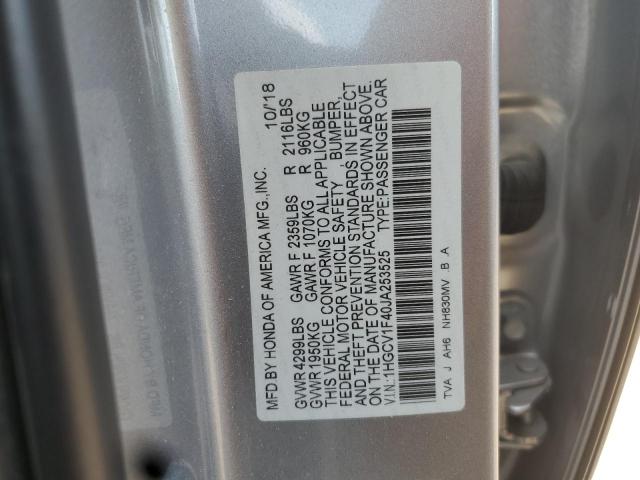 MFD BY HONDA OF AMERICA MFG.,INC. 10/18
GVWR 4299LBS GAWR F 2359LBS R 2116LBS
GVWR 1950KG GAWR F 1070KG R 960KG
THIS VEHICLE CONFORMS TO ALL APPLICABLE
FEDERAL MOTOR VEHICLE SAFETY , BUMPER,
AND THEFT PREVENTION STANDARDS IN EFFECT
ON THE DATE OF MANUFACTURE SHOWN ABOVE.
V.I.N.:1HGCV1F40JA253525 TYPE:PASSENGER CAR
TVA J AH6 NH830MV .B A